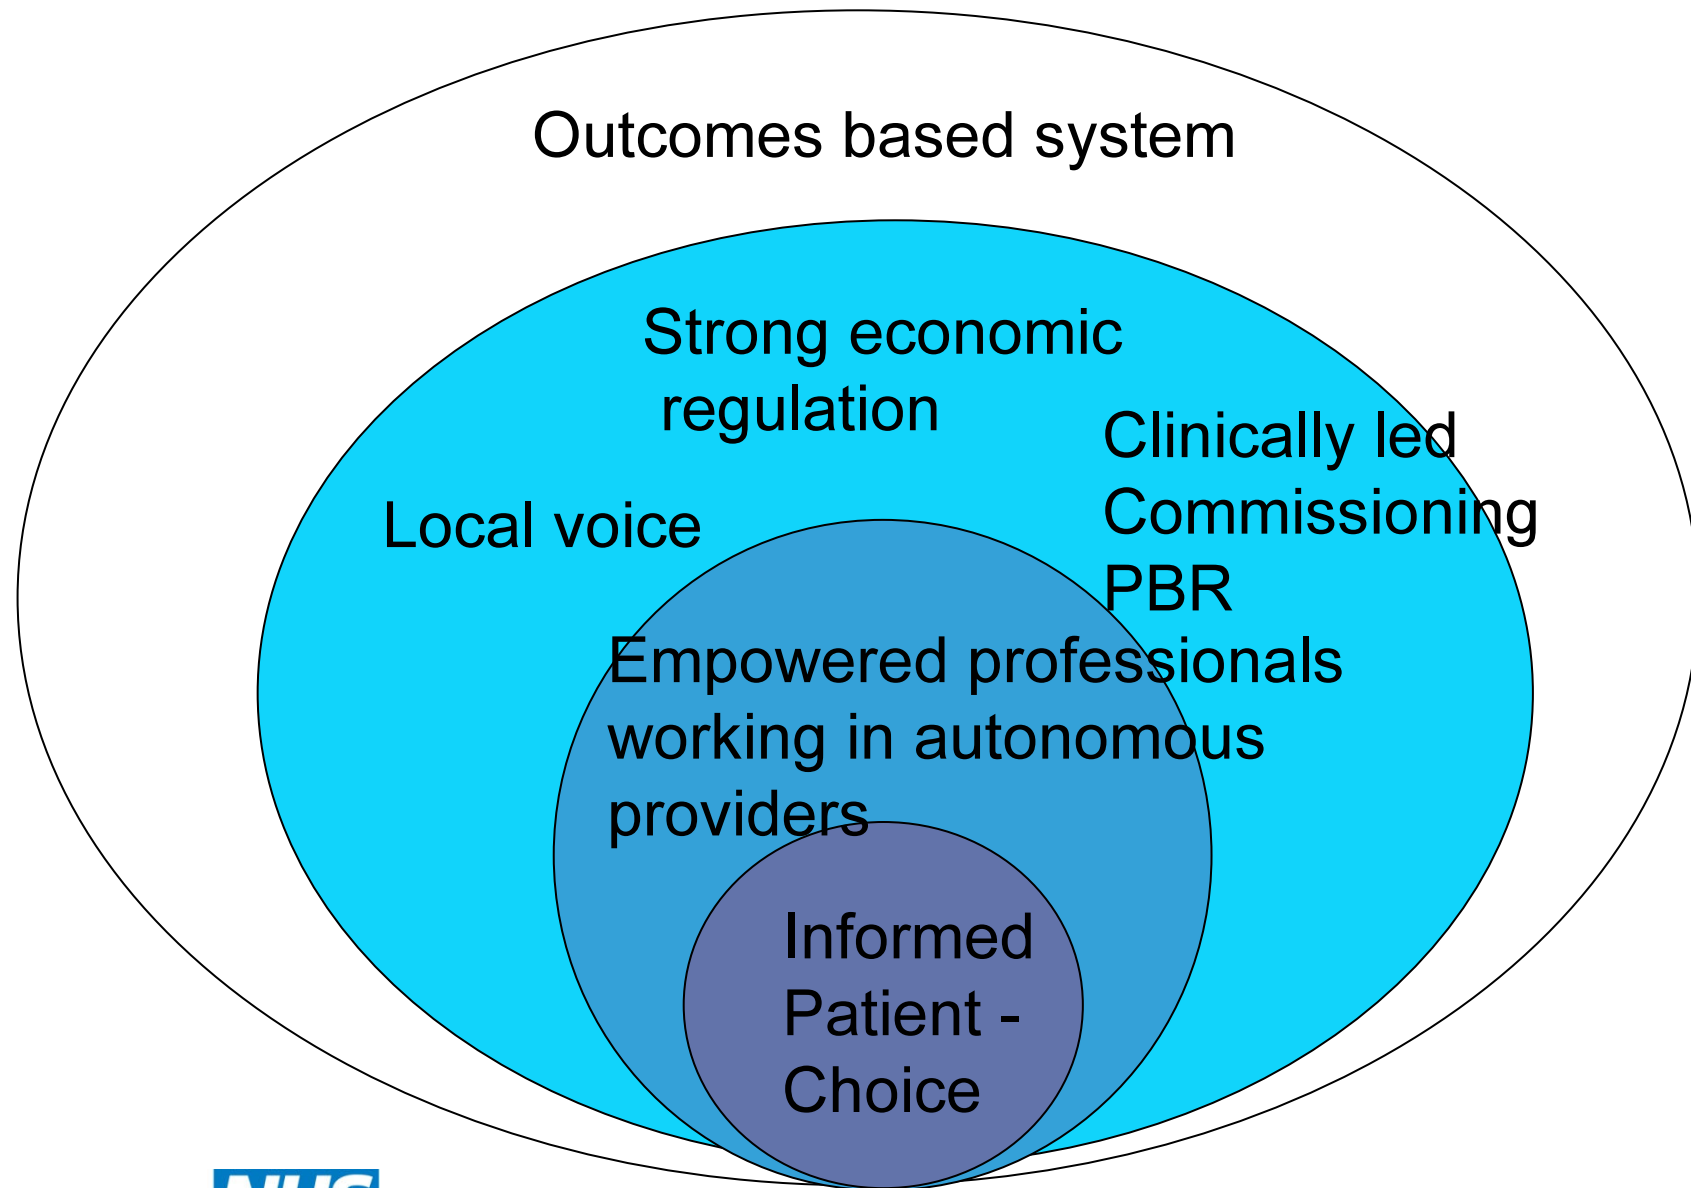 Outcomes based system
Strong economic
regulation
Clinically led
Commissioning
PBR
Local voice
Empowered professionals
working in autonomous
providers
Informed
Patient -
Choice
NHS